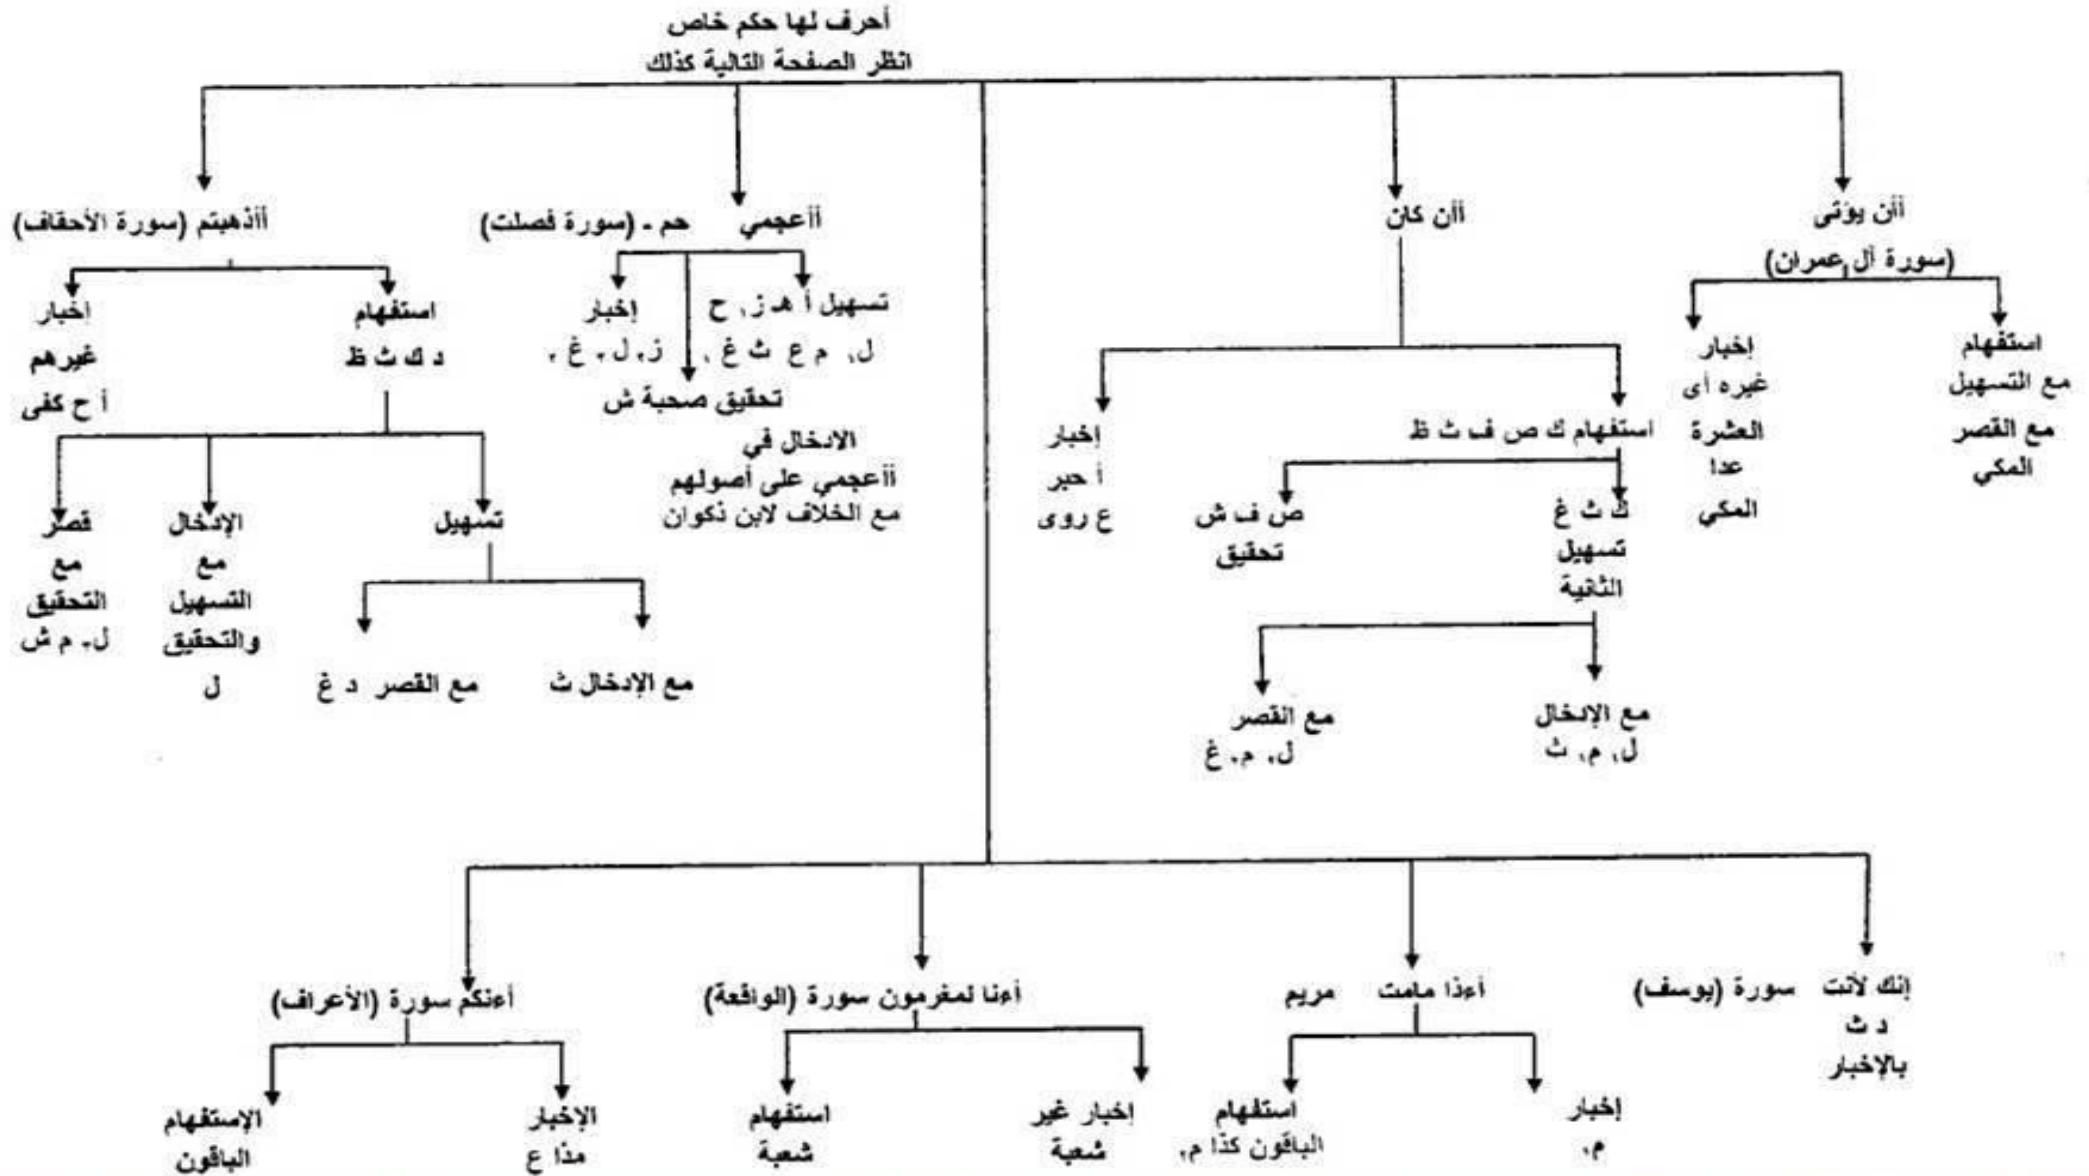 أحرف لها حكم خاص
انظر الصفحة التالية كذلك
أأن يؤتى
(سورة آل عمران)
استفهام
مع التسهيل
مع القصر
المكي
إخبار
غيره أى
العشرة
عدا
المكي
أأن كان
استفهام ك ص ف ث ظ
ك ث غ
تسهيل
الثانية
مع الإدخال
ل، م، ث
مع القصر
ل، م، غ
ص ف ش
تحقيق
إخبار
أ حبر
ع روى
أأعجمي حم - (سورة فصلت)
تسهيل أ هـ ز، ح
ل، م ع ث غ،
تحقيق صحبة ش
إخبار
ز، ل، غ،
الادخال في
أأعجمي على أصولهم
مع الخلاف لابن ذكوان
أأذهبتم (سورة الأحقاف)
استفهام
د ك ث ظ
إخبار
غيرهم
أ ح كفى
تسهيل
مع الإدخال ث
مع القصر د غ
الإدخال
مع
التسهيل
والتحقيق
ل
قصر
مع
التحقيق
ل، م ش
إنك لأنت سورة (يوسف)
د ث
بالإخبار
أءذا مامت مريم
إخبار
م،
استفهام
الباقون كذا م,
أءنا لمغرمون سورة (الواقعة)
إخبار غير
شعبة
استفهام
شعبة
أءنكم سورة (الأعراف)
الإخبار
مذا ع
الإستفهام
الباقون